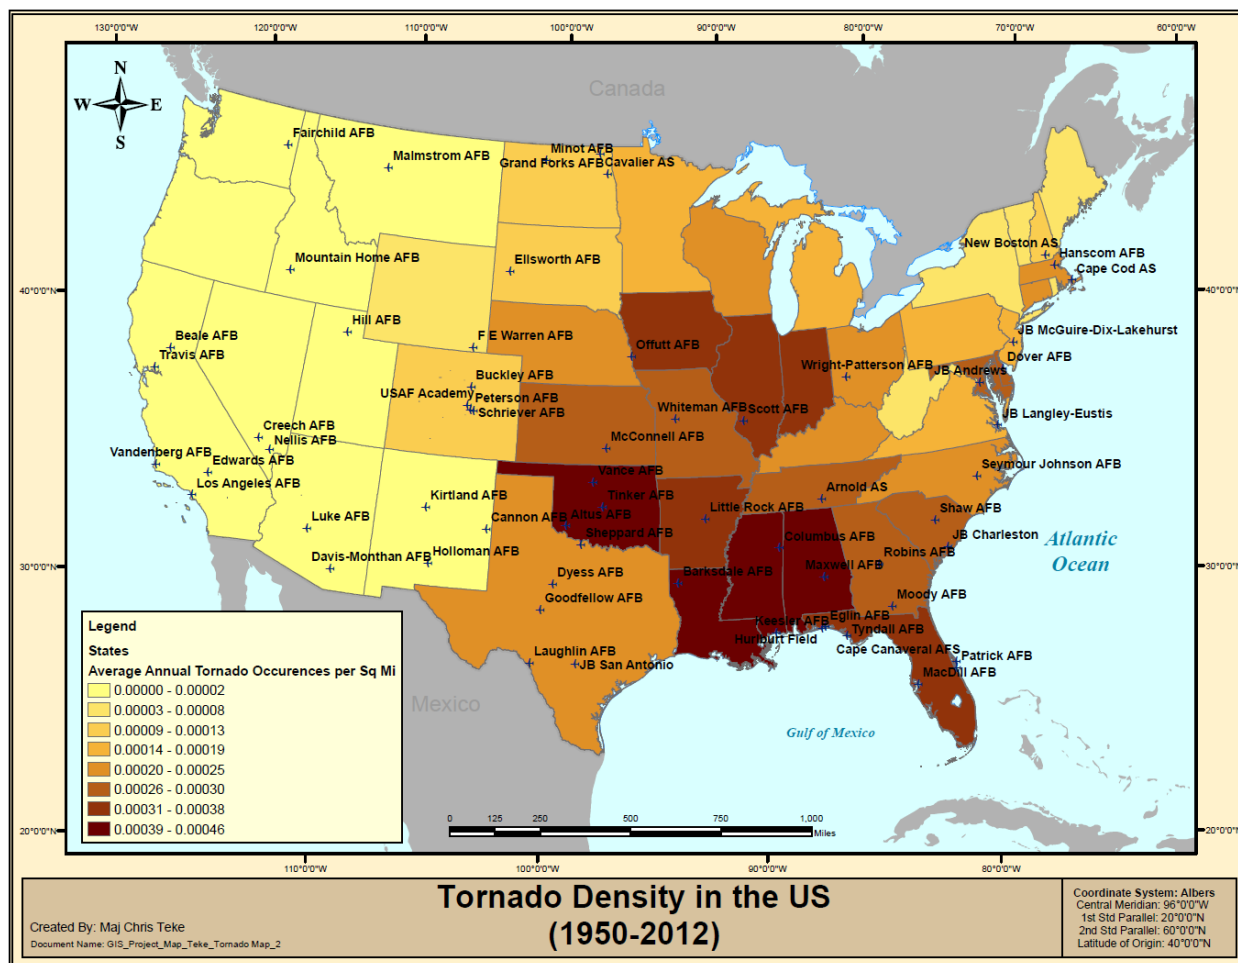 130°0'0"W
120°0'0"W
110°0'0"W
100°0'0"W
90°0'0"W
80°0'0"W
70°0'0"W
60°0'0"W
N
W
E
S
Canada
Fairchild AFB
Malmstrom AFB
Minot AFB
Grand Forks AFB
Cavalier AS
Mountain Home AFB
Ellsworth AFB
New Boston AS
Hanscom AFB
Cape Cod AS
40°0'0"N
40°0'0"N
Hill AFB
Beale AFB
Travis AFB
F E Warren AFB
Offutt AFB
JB McGuire-Dix-Lakehurst
Dover AFB
Wright-Patterson AFB
JB Andrews
Buckley AFB
USAF Academy
Peterson AFB
Schriever AFB
Whiteman AFB
Scott AFB
JB Langley-Eustis
Creech AFB
Nellis AFB
McConnell AFB
Vandenberg AFB
Edwards AFB
Los Angeles AFB
Seymour Johnson AFB
Vance AFB
Arnold AS
Kirtland AFB
Tinker AFB
Luke AFB
Cannon AFB
Altus AFB
Little Rock AFB
Shaw AFB
Sheppard AFB
Columbus AFB
JB Charleston
Atlantic
Ocean
Davis-Monthan AFB
Holloman AFB
Robins AFB
30°0'0"N
30°0'0"N
Dyess AFB
Barksdale AFB
Maxwell AFB
Goodfellow AFB
Moody AFB
Keesler AFB
Eglin AFB
Hurlburt Field
Tyndall AFB
Cape Canaveral AFS
Patrick AFB
MacDill AFB
Laughlin AFB
JB San Antonio
Mexico
Gulf of Mexico
Legend
States
Average Annual Tornado Occurences per Sq Mi
0.00000 - 0.00002
0.00003 - 0.00008
0.00009 - 0.00013
0.00014 - 0.00019
0.00020 - 0.00025
0.00026 - 0.00030
0.00031 - 0.00038
0.00039 - 0.00046
0 125 250 500 750 1,000
Miles
20°0'0"N
20°0'0"N
110°0'0"W
100°0'0"W
90°0'0"W
80°0'0"W
Tornado Density in the US
(1950-2012)
Created By: Maj Chris Teke
Document Name: GIS_Project_Map_Teke_Tornado Map_2
Coordinate System: Albers
Central Meridian: 96°0'0"W
1st Std Parallel: 20°0'0"N
2nd Std Parallel: 60°0'0"N
Latitude of Origin: 40°0'0"N